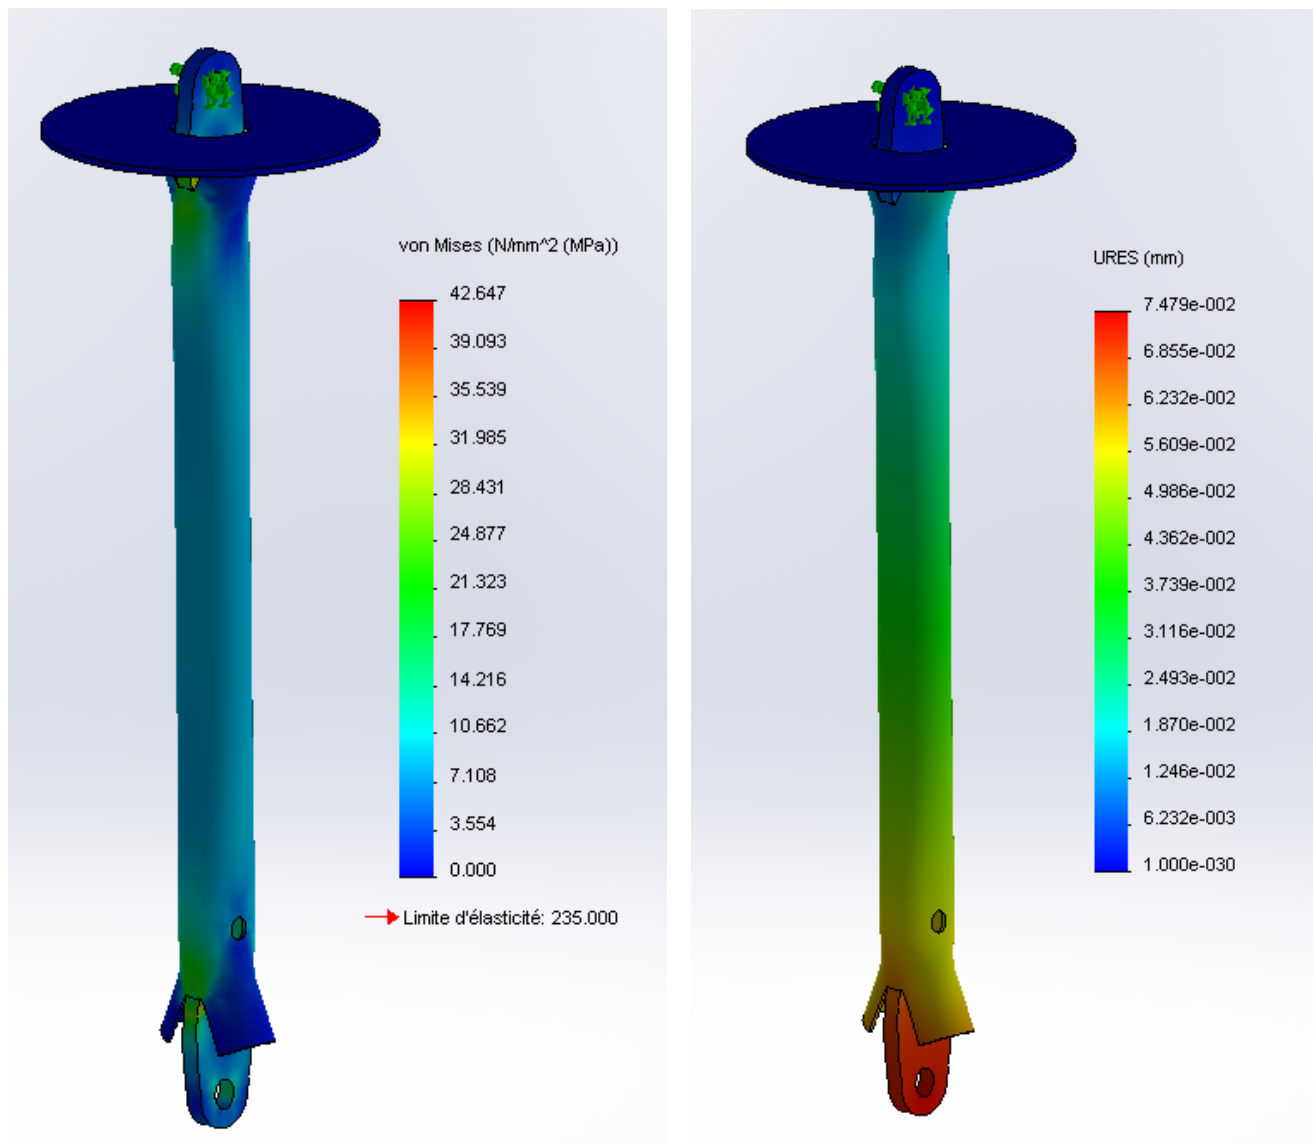 von Mises (N/mm^2 (MPa))
42.647
39.093
35.539
31.985
28.431
24.877
21.323
17.769
14.216
10.662
7.108
3.554
0.000
Limite d'élasticité: 235.000
URES (mm)
7.479e-002
6.855e-002
6.232e-002
5.609e-002
4.986e-002
4.362e-002
3.739e-002
3.116e-002
2.493e-002
1.870e-002
1.246e-002
6.232e-003
1.000e-030